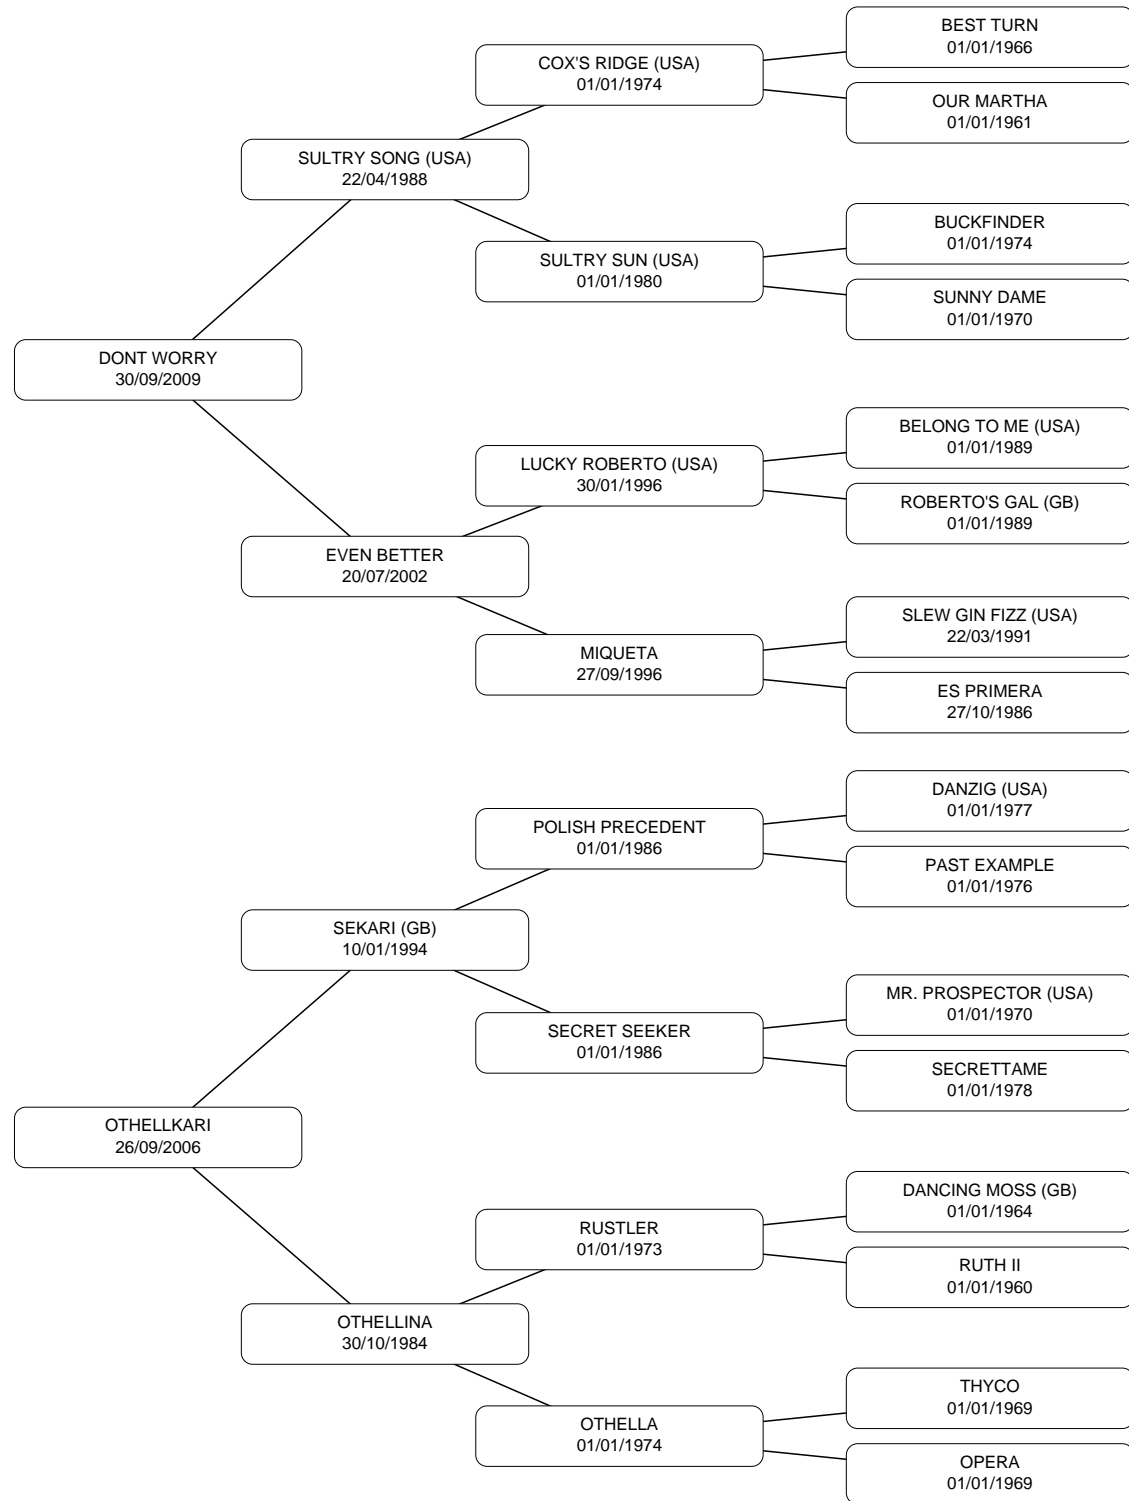 BEST TURN
01/01/1966
COX'S RIDGE (USA)
01/01/1974
OUR MARTHA
01/01/1961
SULTRY SONG (USA)
22/04/1988
BUCKFINDER
01/01/1974
SULTRY SUN (USA)
01/01/1980
SUNNY DAME
01/01/1970
DONT WORRY
30/09/2009
BELONG TO ME (USA)
01/01/1989
LUCKY ROBERTO (USA)
30/01/1996
ROBERTO'S GAL (GB)
01/01/1989
EVEN BETTER
20/07/2002
SLEW GIN FIZZ (USA)
22/03/1991
MIQUETA
27/09/1996
ES PRIMERA
27/10/1986
DANZIG (USA)
01/01/1977
POLISH PRECEDENT
01/01/1986
PAST EXAMPLE
01/01/1976
SEKARI (GB)
10/01/1994
MR. PROSPECTOR (USA)
01/01/1970
SECRET SEEKER
01/01/1986
SECRETTAME
01/01/1978
OTHELLKARI
26/09/2006
DANCING MOSS (GB)
01/01/1964
RUSTLER
01/01/1973
RUTH II
01/01/1960
OTHELLINA
30/10/1984
THYCO
01/01/1969
OTHELLA
01/01/1974
OPERA
01/01/1969